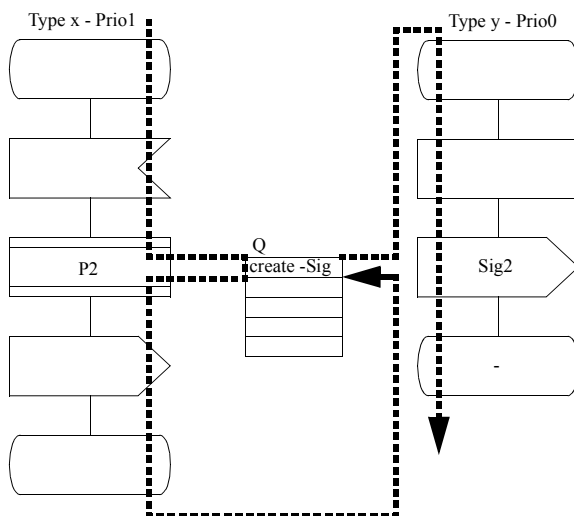 Type x - Prio1
Type y - Prio0
Q
create -Sig
P2
Sig2
-